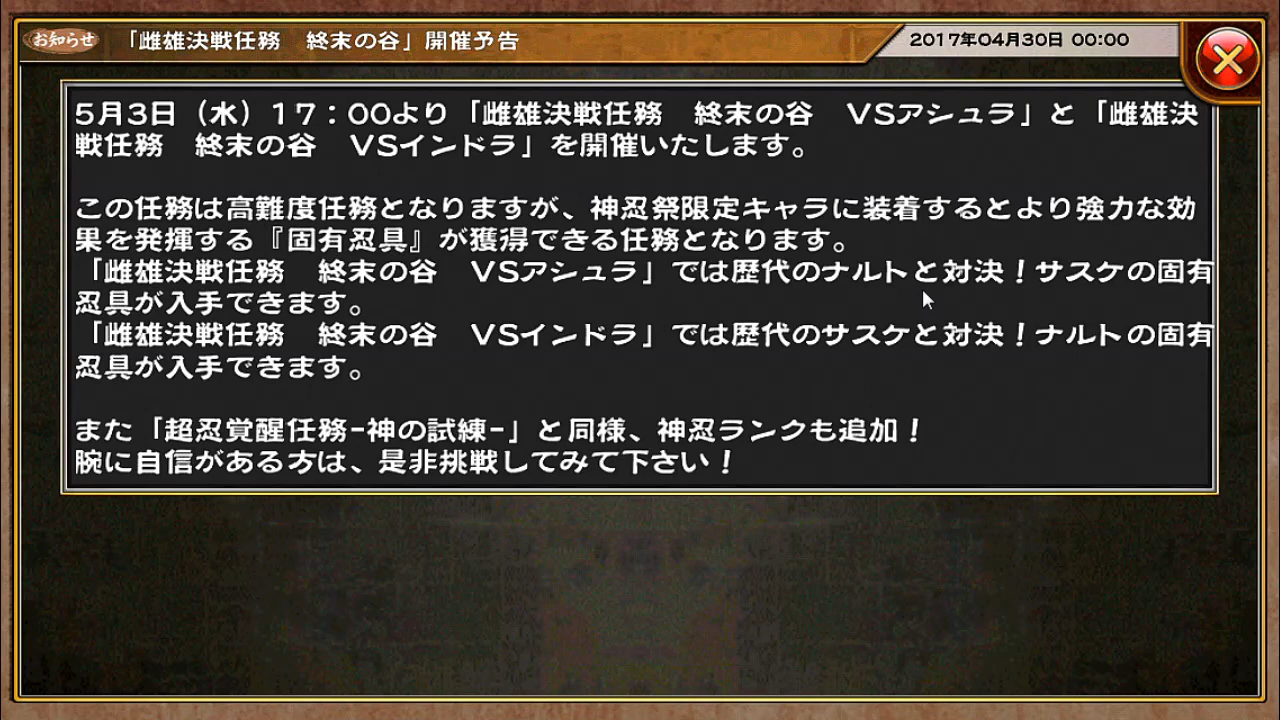 お知らせ
「雌雄決戦任務　終末の谷」開催予告
2017年04月30日 00:00
5月3日（水）17：00より「雌雄決戦任務　終末の谷　VSアシュラ」と「雌雄決
戦任務　終末の谷　VSインドラ」を開催いたします。
この任務は高難度任務となりますが、神忍祭限定キャラに装着するとより強力な効
果を発揮する『固有忍具』が獲得できる任務となります。
「雌雄決戦任務　終末の谷　VSアシュラ」では歴代のナルトと対決！サスケの固有
忍具が入手できます。
「雌雄決戦任務　終末の谷　VSインドラ」では歴代のサスケと対決！ナルトの固有
忍具が入手できます。
また「超忍覚醒任務-神の試練-」と同様、神忍ランクも追加！
腕に自信がある方は、是非挑戦してみて下さい！